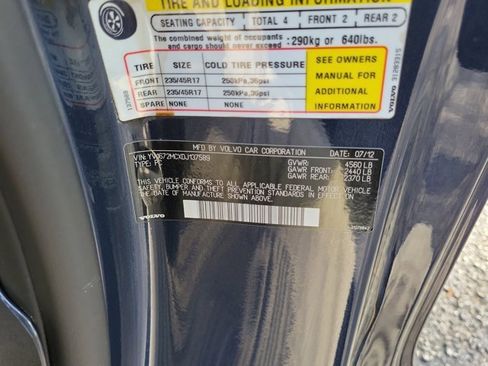 TIRE AND LOADING INFORMATION
SEATING CAPACITY TOTAL 4 FRONT 2 REAR 2
The combined weight of occupants and cargo should never exceed : 290kg or 640lbs.
TIRE SIZE COLD TIRE PRESSURE
FRONT 235/45R17 250kPa,36psi
REAR 235/45R17 250kPa,36psi
SPARE NONE NONE
SEE OWNERS
MANUAL FOR
ADDITIONAL
INFORMATION
137589
VOLVO 31283315
MFD BY VOLVO CAR CORPORATION
DATE: 07/12
VIN: YV1672MCXDJ137589
TYPE: PC
GVWR: 4560 LB
GAWR FRONT: 2440 LB
GAWR REAR: 2370 LB
THIS VEHICLE CONFORMS TO ALL APPLICABLE FEDERAL MOTOR VEHICLE
SAFETY, BUMPER AND THEFT PREVENTION STANDARDS IN EFFECT ON
THE DATE OF MANUFACTURE SHOWN ABOVE.
VOLVO